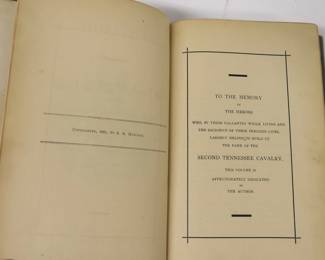 TO THE MEMORY
OF
THE HEROES
WHO, BY THEIR GALLANTRY WHILE LIVING AND
THE SACRIFICE OF THEIR PRECIOUS LIVES,
LARGELY HELPED TO BUILD UP
THE FAME OF THE
SECOND TENNESSEE CAVALRY,
THIS VOLUME IS
AFFECTIONATELY DEDICATED
BY
THE AUTHOR.